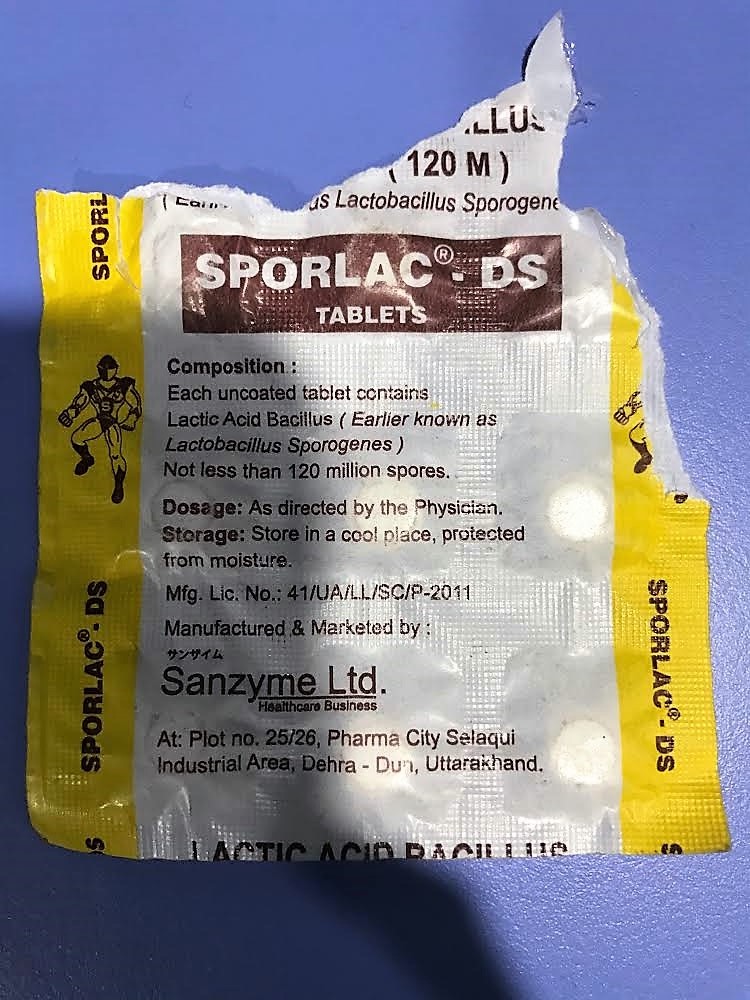 ( 120 M )
us Lactobacillus Sporogene
SPORLAC® - DS
TABLETS
Composition :
Each uncoated tablet contains
Lactic Acid Bacillus ( Earlier known as
Lactobacillus Sporogenes )
Not less than 120 million spores.
Dosage: As directed by the Physician.
Storage: Store in a cool place, protected
from moisture.
Mfg. Lic. No.: 41/UA/LL/SC/P-2011
Manufactured & Marketed by :
サンザイム
Sanzyme Ltd.
Healthcare Business
At: Plot no. 25/26, Pharma City Selaqui
Industrial Area, Dehra - Dun, Uttarakhand.
LACTIC ACID BACILLUS
SPORL
S
SPORLAC® - DS
SPORLAC® - DS